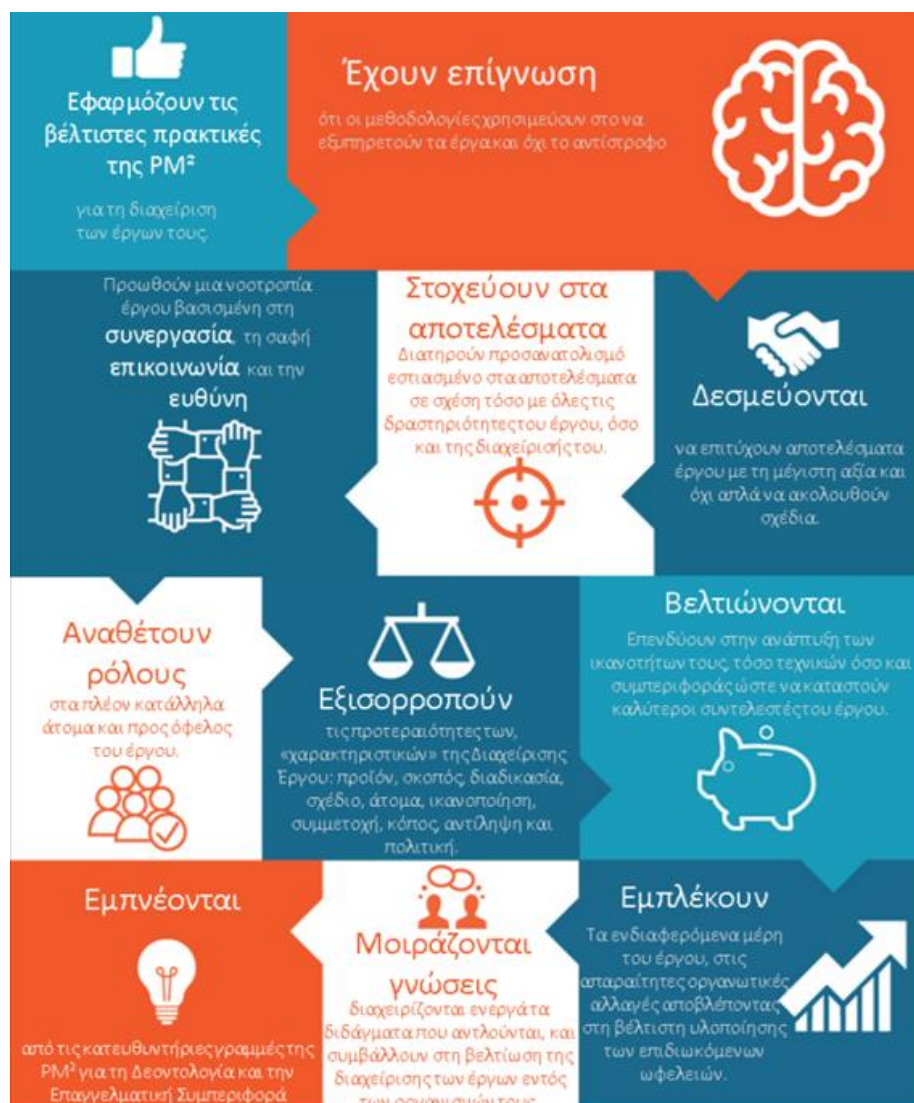 Εφαρμόζουν τις
βέλτιστες πρακτικές
της PM²
για τη διαχείριση
των έργων τους.
Έχουν επίγνωση
ότι οι μεθοδολογίες χρησιμεύουν στο να
εξυπηρετούν τα έργα και όχι το αντίστροφο
Δεσμεύονται
να επιτύχουν αποτελέσματα
έργου με τη μέγιστη αξία και
όχι απλά να ακολουθούν
σχέδια.
Στοχεύουν στα
αποτελέσματα
Διατηρούν προσανατολισμό
εστιασμένο στα αποτελέσματα
σε σχέση τόσο με όλες τις
δραστηριότητες του έργου, όσο
και της διαχείρισής του.
Προωθούν μια νοοτροπία
έργου βασισμένη στη
συνεργασία, τη σαφή
επικοινωνία και την
ευθύνη
Αναθέτουν
ρόλους
στα πλέον κατάλληλα
άτομα και προς όφελος
του έργου.
Εξισορροπούν
τις προτεραιότητες των,
«χαρακτηριστικών» της Διαχείρισης
Έργου: προϊόν, σκοπός, διαδικασία,
σχέδιο, άτομα, ικανοποίηση,
συμμετοχή, κόπος, αντίληψη και
πολιτική.
Βελτιώνονται
Επενδύουν στην ανάπτυξη των
ικανοτήτων τους, τόσο τεχνικών όσο και
συμπεριφοράς ώστε να καταστούν
καλύτεροι συντελεστές του έργου.
Εμπλέκουν
Τα ενδιαφερόμενα μέρη
του έργου, στις
απαραίτητες οργανωτικές
αλλαγές αποβλέποντας
στη βέλτιστη υλοποίησης
των επιδιωκόμενων
ωφελειών.
Μοιράζονται
γνώσεις
διαχειρίζονται ενεργά τα
διδάγματα που αντλούνται, και
συμβάλλουν στη βελτίωση της
διαχείρισης των έργων εντός
των οργανισμών τους
Εμπνέονται
από τις κατευθυντήριες γραμμές της
PM² για τη Δεοντολογία και την
Επαγγελματική Συμπεριφορά